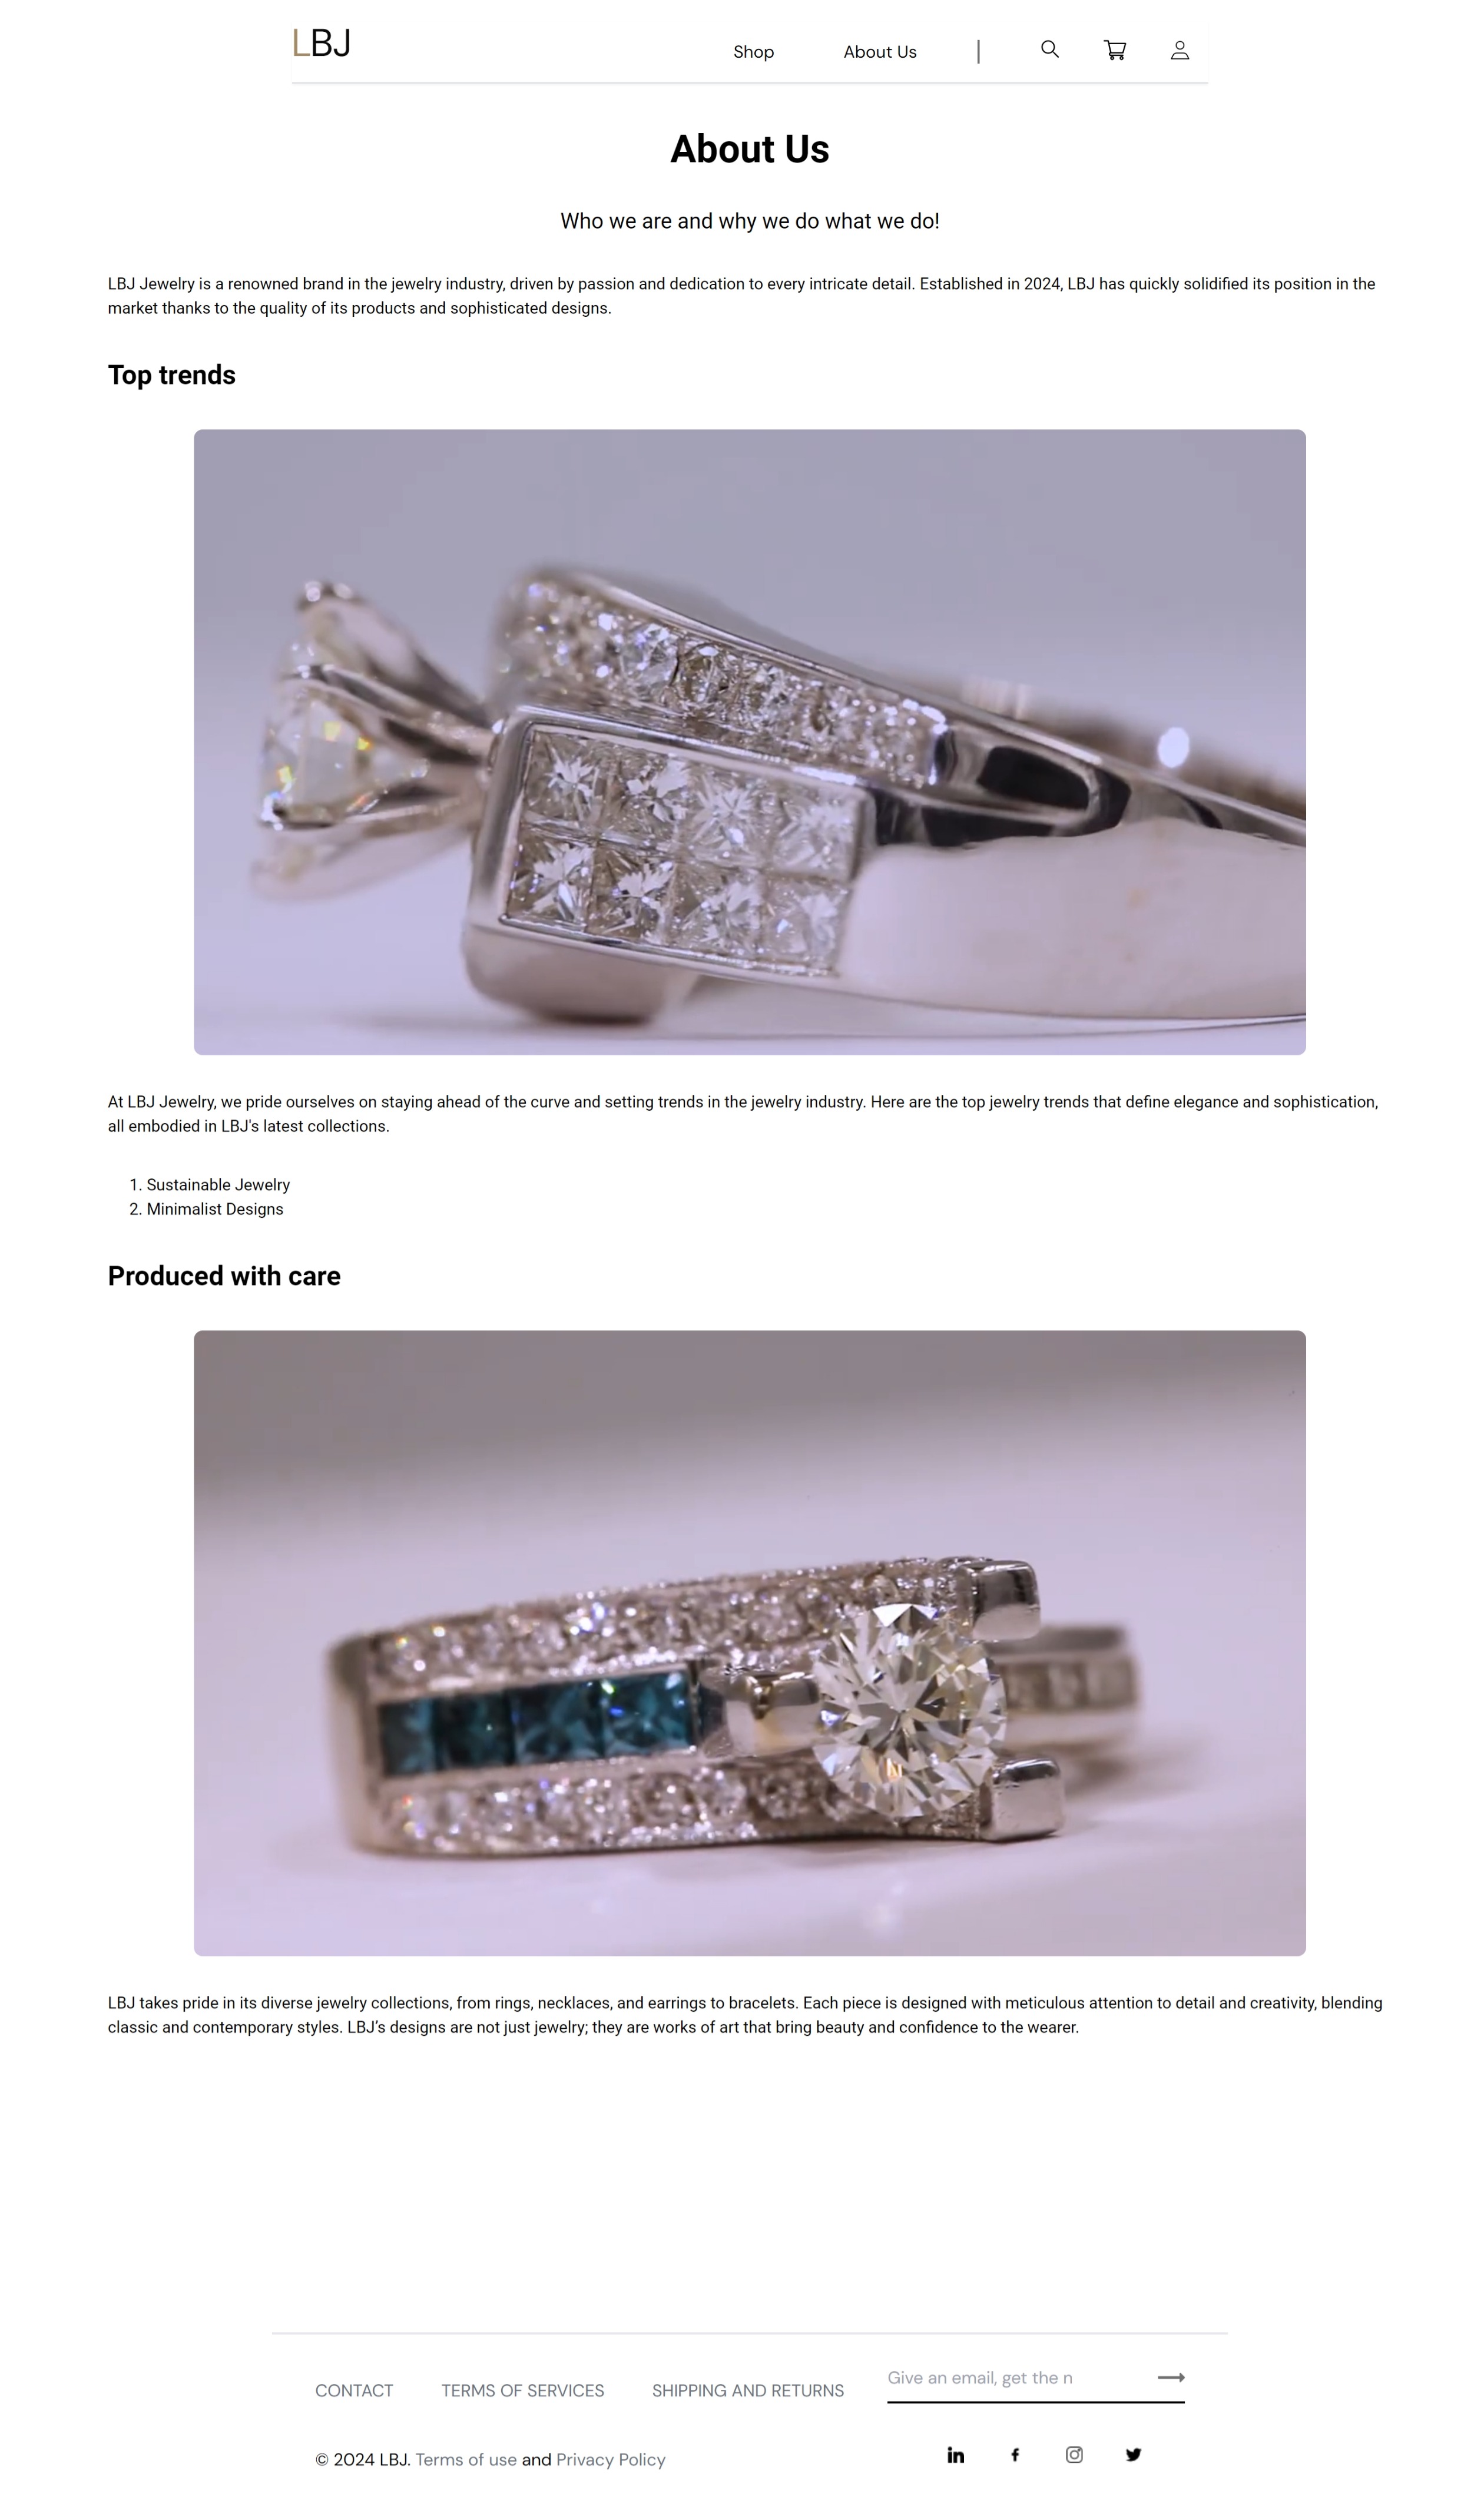 LBJ
Shop
About Us
About Us
Who we are and why we do what we do!
LBJ Jewelry is a renowned brand in the jewelry industry, driven by passion and dedication to every intricate detail. Established in 2024, LBJ has quickly solidified its position in the
market thanks to the quality of its products and sophisticated designs.
Top trends
At LBJ Jewelry, we pride ourselves on staying ahead of the curve and setting trends in the jewelry industry. Here are the top jewelry trends that define elegance and sophistication,
all embodied in LBJ's latest collections.
1. Sustainable Jewelry
2. Minimalist Designs
Produced with care
LBJ takes pride in its diverse jewelry collections, from rings, necklaces, and earrings to bracelets. Each piece is designed with meticulous attention to detail and creativity, blending
classic and contemporary styles. LBJ’s designs are not just jewelry; they are works of art that bring beauty and confidence to the wearer.
CONTACT
TERMS OF SERVICES
SHIPPING AND RETURNS
Give an email, get the n
© 2024 LBJ. Terms of use and Privacy Policy